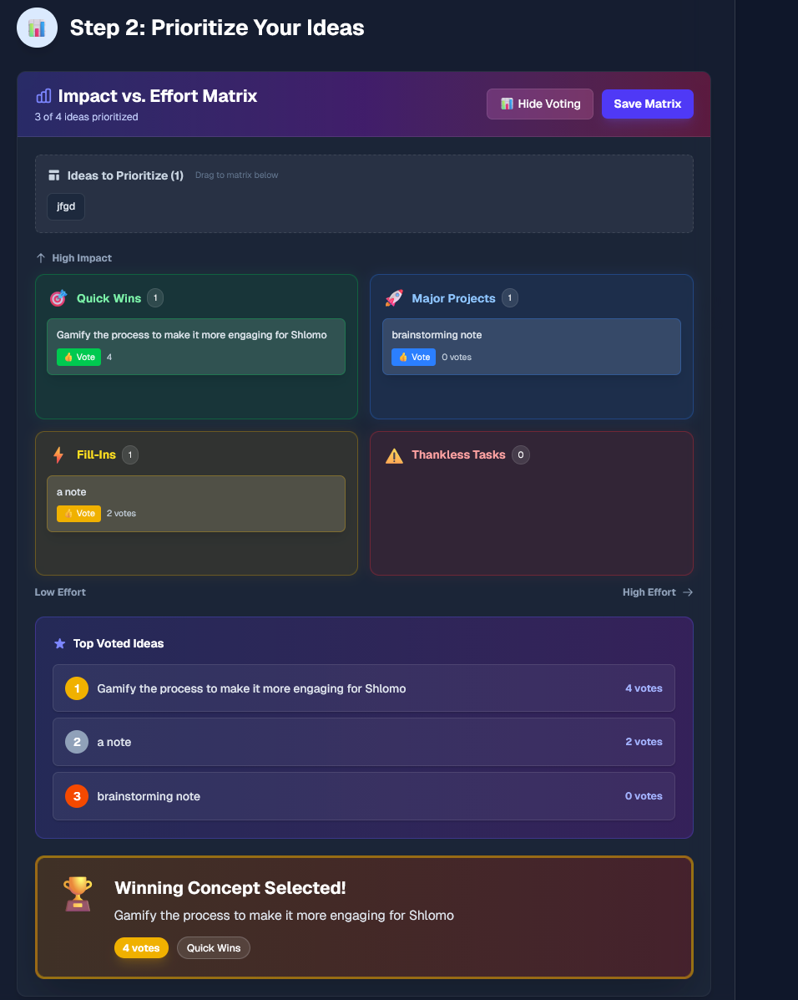 Step 2: Prioritize Your Ideas
Impact vs. Effort Matrix
3 of 4 ideas prioritized
Hide Voting
Save Matrix
Ideas to Prioritize (1) Drag to matrix below
jfgd
High Impact
Quick Wins 1
Gamify the process to make it more engaging for Shlomo
Vote 4
Major Projects 1
brainstorming note
Vote 0 votes
Fill-Ins 1
a note
Vote 2 votes
Thankless Tasks 0
Low Effort
High Effort
Top Voted Ideas
1 Gamify the process to make it more engaging for Shlomo 4 votes
2 a note 2 votes
3 brainstorming note 0 votes
Winning Concept Selected!
Gamify the process to make it more engaging for Shlomo
4 votes Quick Wins